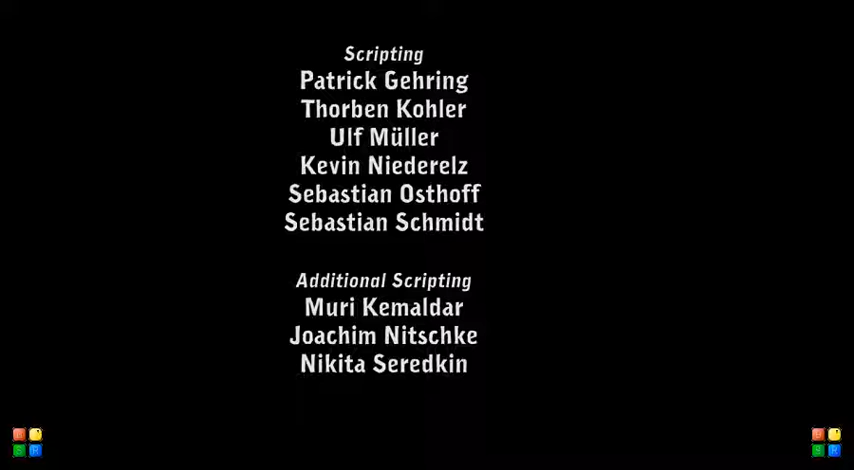 Scripting
Patrick Gehring
Thorben Kohler
Ulf Müller
Kevin Niederelz
Sebastian Osthoff
Sebastian Schmidt
Additional Scripting
Muri Kemaldar
Joachim Nitschke
Nikita Seredkin